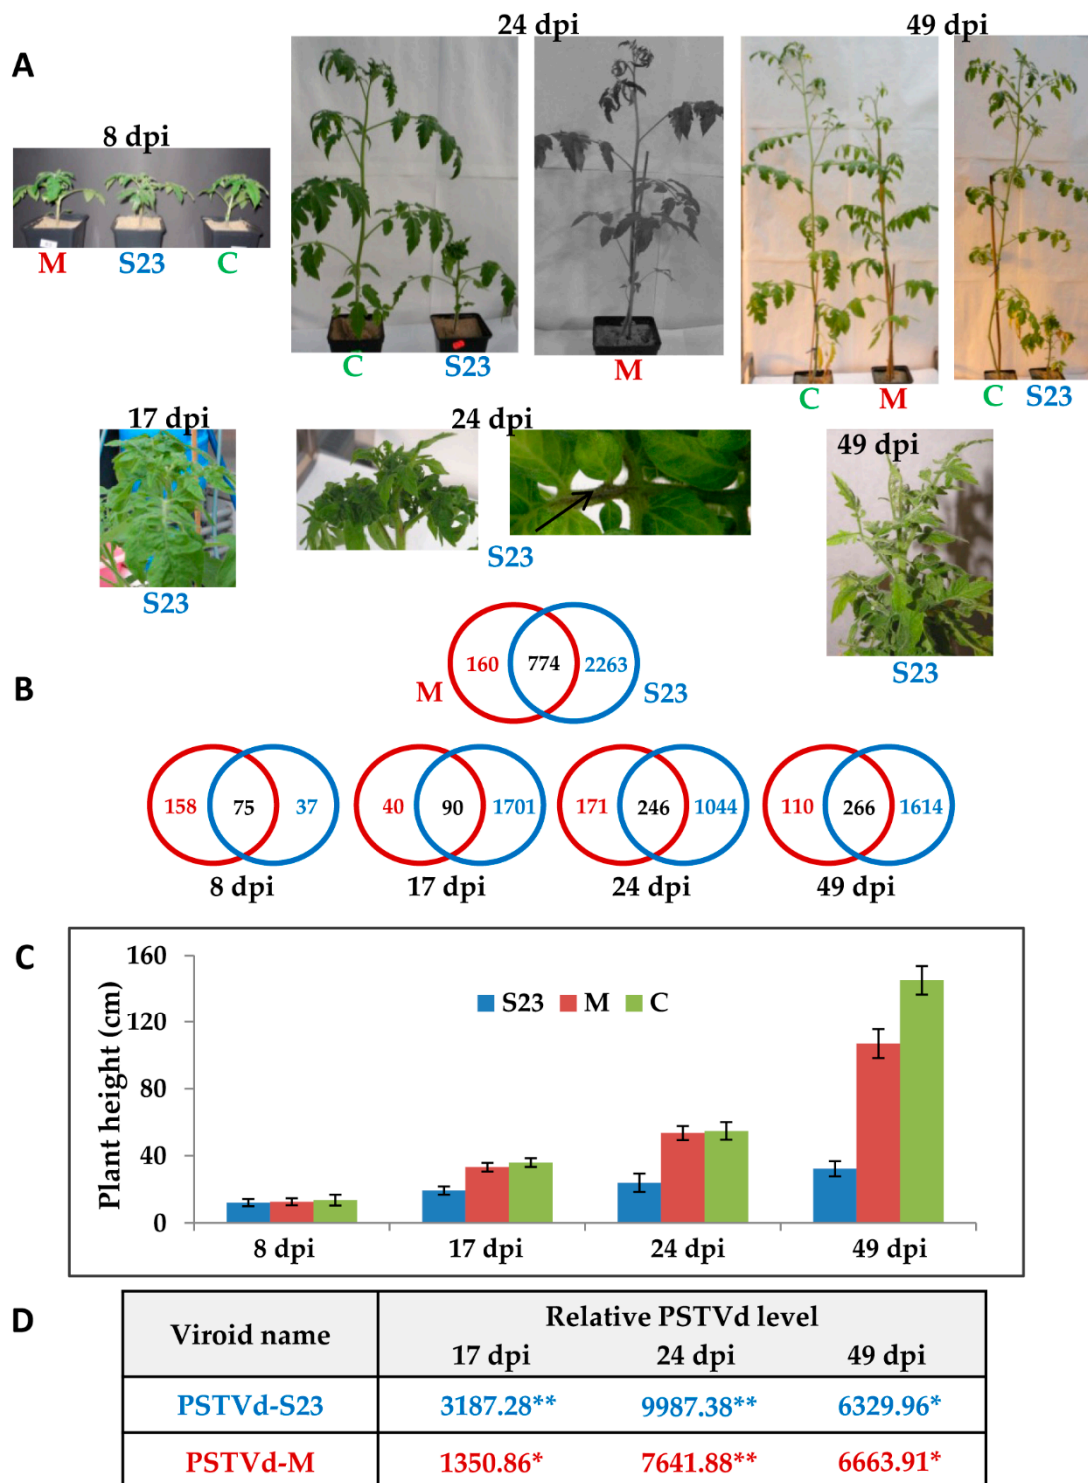 A
24 dpi
49 dpi
8 dpi
M S23 C
C S23
M
C M
C S23
17 dpi
24 dpi
49 dpi
S23
S23
S23
B
160 774 2263
M S23
158 75 37
40 90 1701
171 246 1044
110 266 1614
8 dpi 17 dpi 24 dpi 49 dpi
C
Plant height (cm)
160
120
80
40
0
S23 M C
8 dpi 17 dpi 24 dpi 49 dpi
D
Viroid name Relative PSTVd level
17 dpi 24 dpi 49 dpi
PSTVd-S23 3187.28** 9987.38** 6329.96*
PSTVd-M 1350.86* 7641.88** 6663.91*